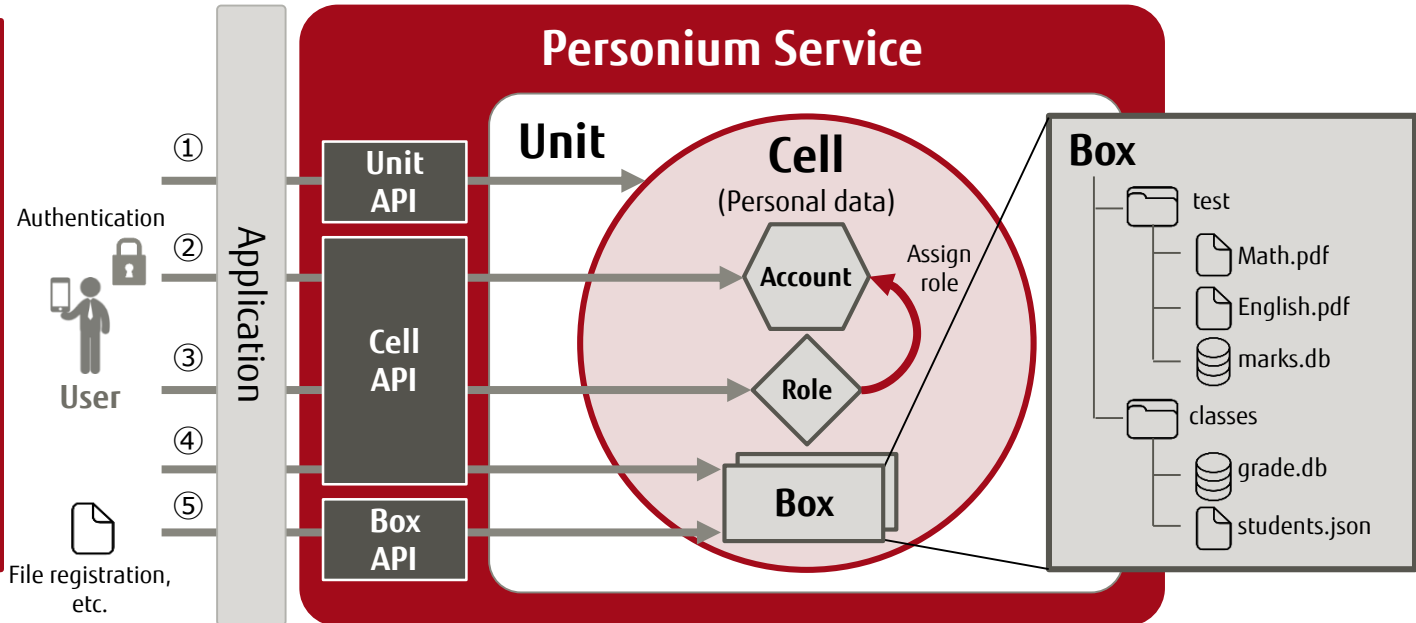 Personium Service
Unit
Cell
(Personal data)
Box
①
Unit
API
Authentication
②
Application
Cell
API
Account
Assign
role
③
User
Role
④
⑤
Box
API
Box
File registration,
etc.
test
Math.pdf
English.pdf
marks.db
classes
grade.db
students.json